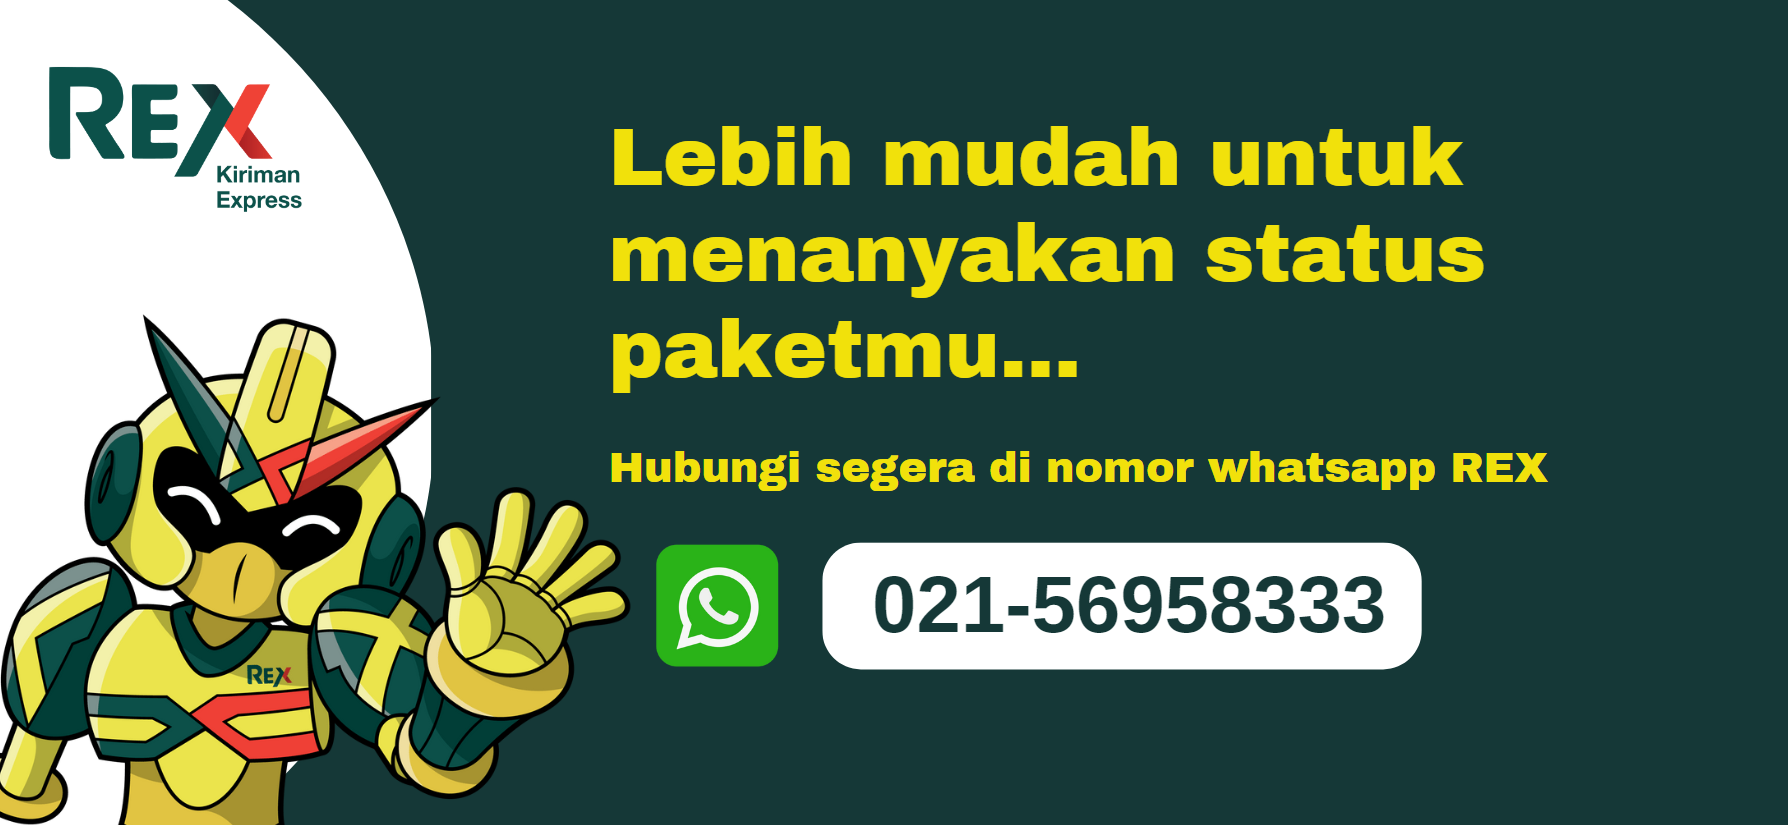 REX
Kiriman
Express
Lebih mudah untuk
menanyakan status
paketmu...
Hubungi segera di nomor whatsapp REX
021-56958333
REX